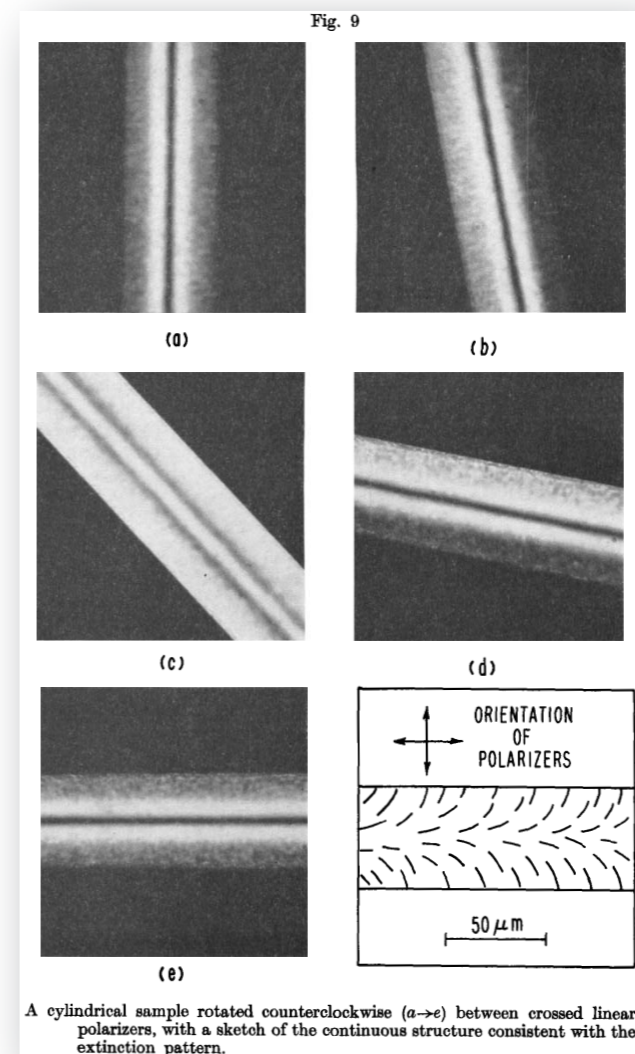 Fig. 9
(a)
(b)
(c)
(d)
ORIENTATION
OF
POLARIZERS
50 μm
(e)
A cylindrical sample rotated counterclockwise (a→e) between crossed linear
polarizers, with a sketch of the continuous structure consistent with the
extinction pattern.